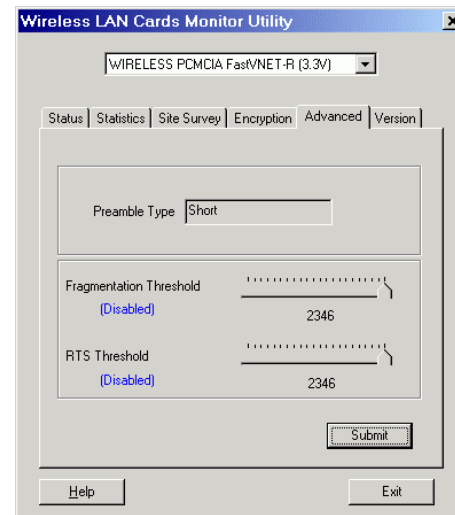 Wireless LAN Cards Monitor Utility
WIRELESS PCMCIA FastVNET-R (3.3V)
Status Statistics Site Survey Encryption Advanced Version
Preamble Type Short
Fragmentation Threshold
(Disabled)
2346
RTS Threshold
(Disabled)
2346
Submit
Help Exit